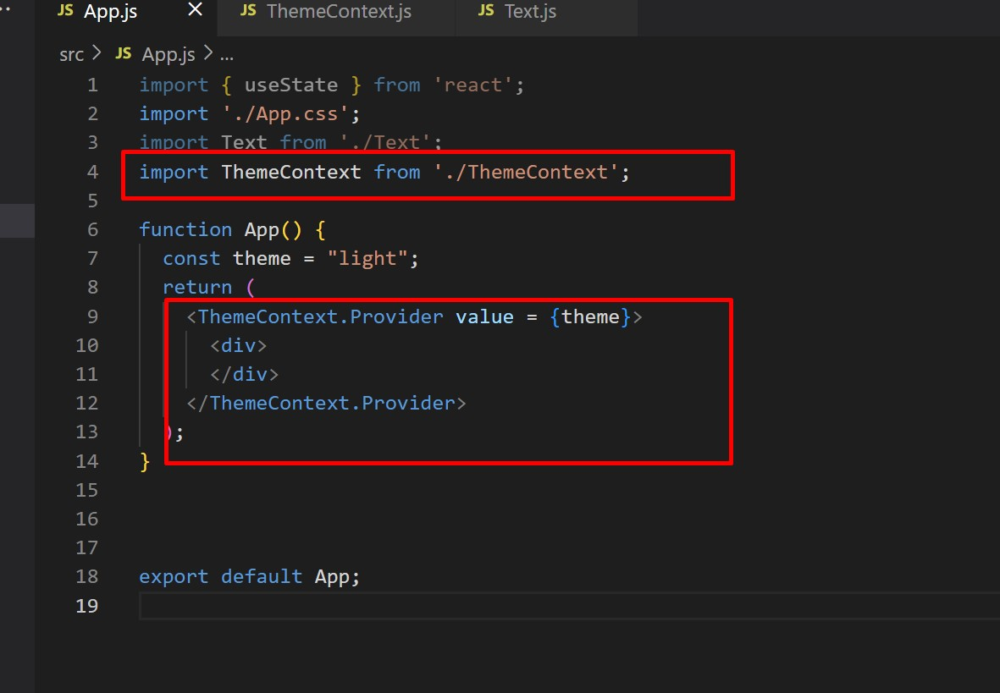 JS App.js × JS ThemeContext.js JS Text.js
src > JS App.js > ...
1 import { useState } from 'react';
2 import './App.css';
3 import Text from './Text';
4 import ThemeContext from './ThemeContext';
5
6 function App() {
7 const theme = "light";
8 return (
9 <ThemeContext.Provider value = {theme}>
10 <div>
11 </div>
12 </ThemeContext.Provider>
13 );
14 }
15
16
17
18 export default App;
19